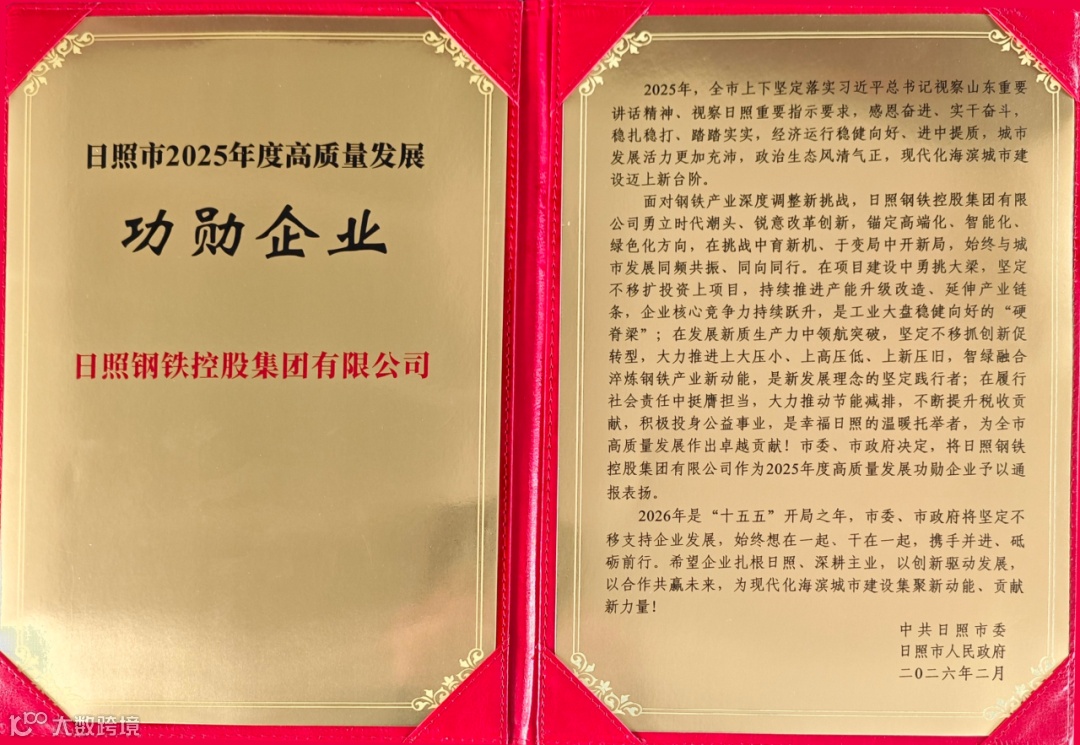 日照市2025年度高质量发展
功勋企业
日照钢铁控股集团有限公司
2025年，全市上下坚定落实习近平总书记视察山东重要
讲话精神、视察日照重要指示要求，感恩奋进、实干奋斗，
稳扎稳打、踏踏实实，经济运行稳健向好、进中提质，城市
发展活力更加充沛，政治生态风清气正，现代化海滨城市建
设迈上新台阶。
面对钢铁产业深度调整新挑战，日照钢铁控股集团有限
公司勇立时代潮头、锐意改革创新，锚定高端化、智能化、
绿色化方向，在挑战中育新机、于变局中开新局，始终与城
市发展同频共振、同向同行。在项目建设中勇挑大梁，坚定
不移扩投资上项目，持续推进产能升级改造、延伸产业链
条，企业核心竞争力持续跃升，是工业大盘稳健向好的“硬
脊梁”；在发展新质生产力中领航突破，坚定不移抓创新促
转型，大力推进上大压小、上高压低、上新压旧，智绿融合
淬炼钢铁产业新动能，是新发展理念的坚定践行者；在履行
社会责任中挺膺担当，大力推动节能减排，不断提升税收贡
献，积极投身公益事业，是幸福日照的温暖托举者，为全市
高质量发展作出卓越贡献！市委、市政府决定，将日照钢铁
控股集团有限公司作为2025年度高质量发展功勋企业予以通
报表扬。
2026年是“十五五”开局之年，市委、市政府将坚定不
移支持企业发展，始终想在一起、干在一起，携手并进、砥
砺前行。希望企业扎根日照、深耕主业，以创新驱动发展，
以合作共赢未来，为现代化海滨城市建设集聚新动能、贡献
新力量！
中共日照市委
日照市人民政府
二〇二六年二月
大数跨境